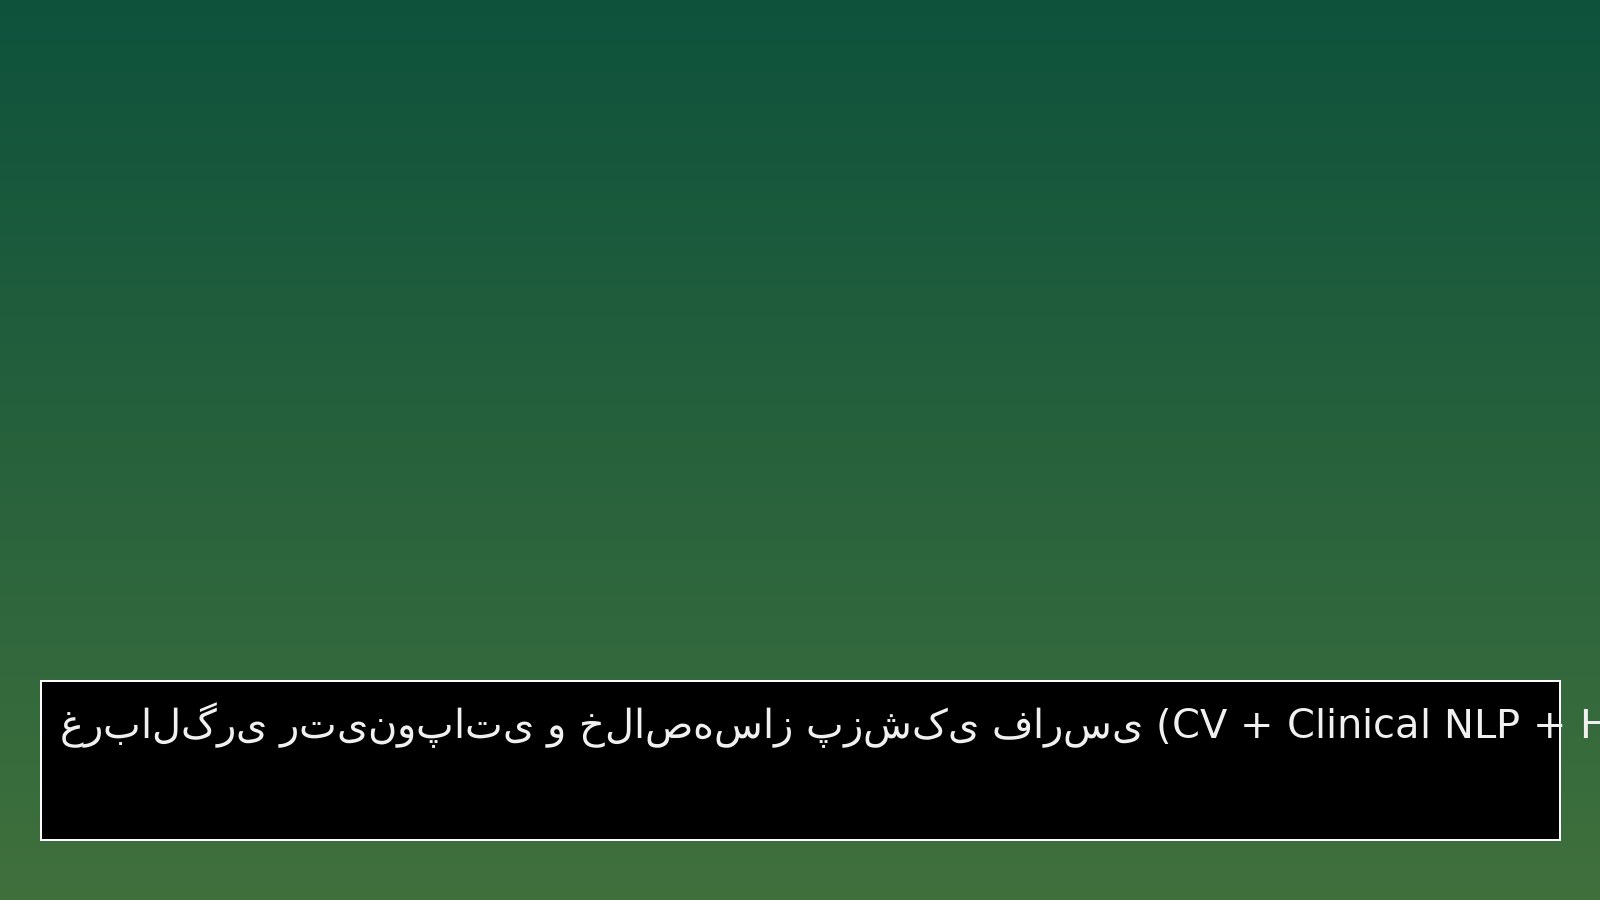 غربالگری رتینوپاتی و خلاصه‌ساز پزشکی فارسی (CV + Clinical NLP +